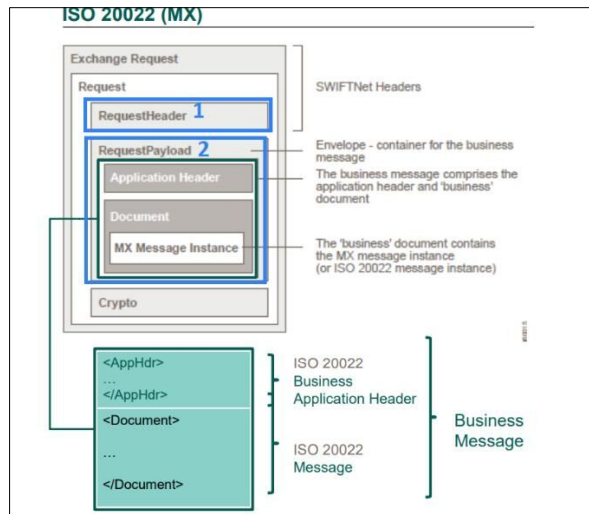 ISO 20022 (MX)
Exchange Request
Request
SWIFTNet Headers
RequestHeader 1
RequestPayload 2
Envelope - container for the business
message
Application Header
The business message comprises the
application header and 'business'
document
Document
MX Message Instance
The 'business' document contains
the MX message instance
(or ISO 20022 message instance)
Crypto
<AppHdr>
...
</AppHdr>
ISO 20022
Business
Application Header
<Document>
...
</Document>
ISO 20022
Message
Business
Message